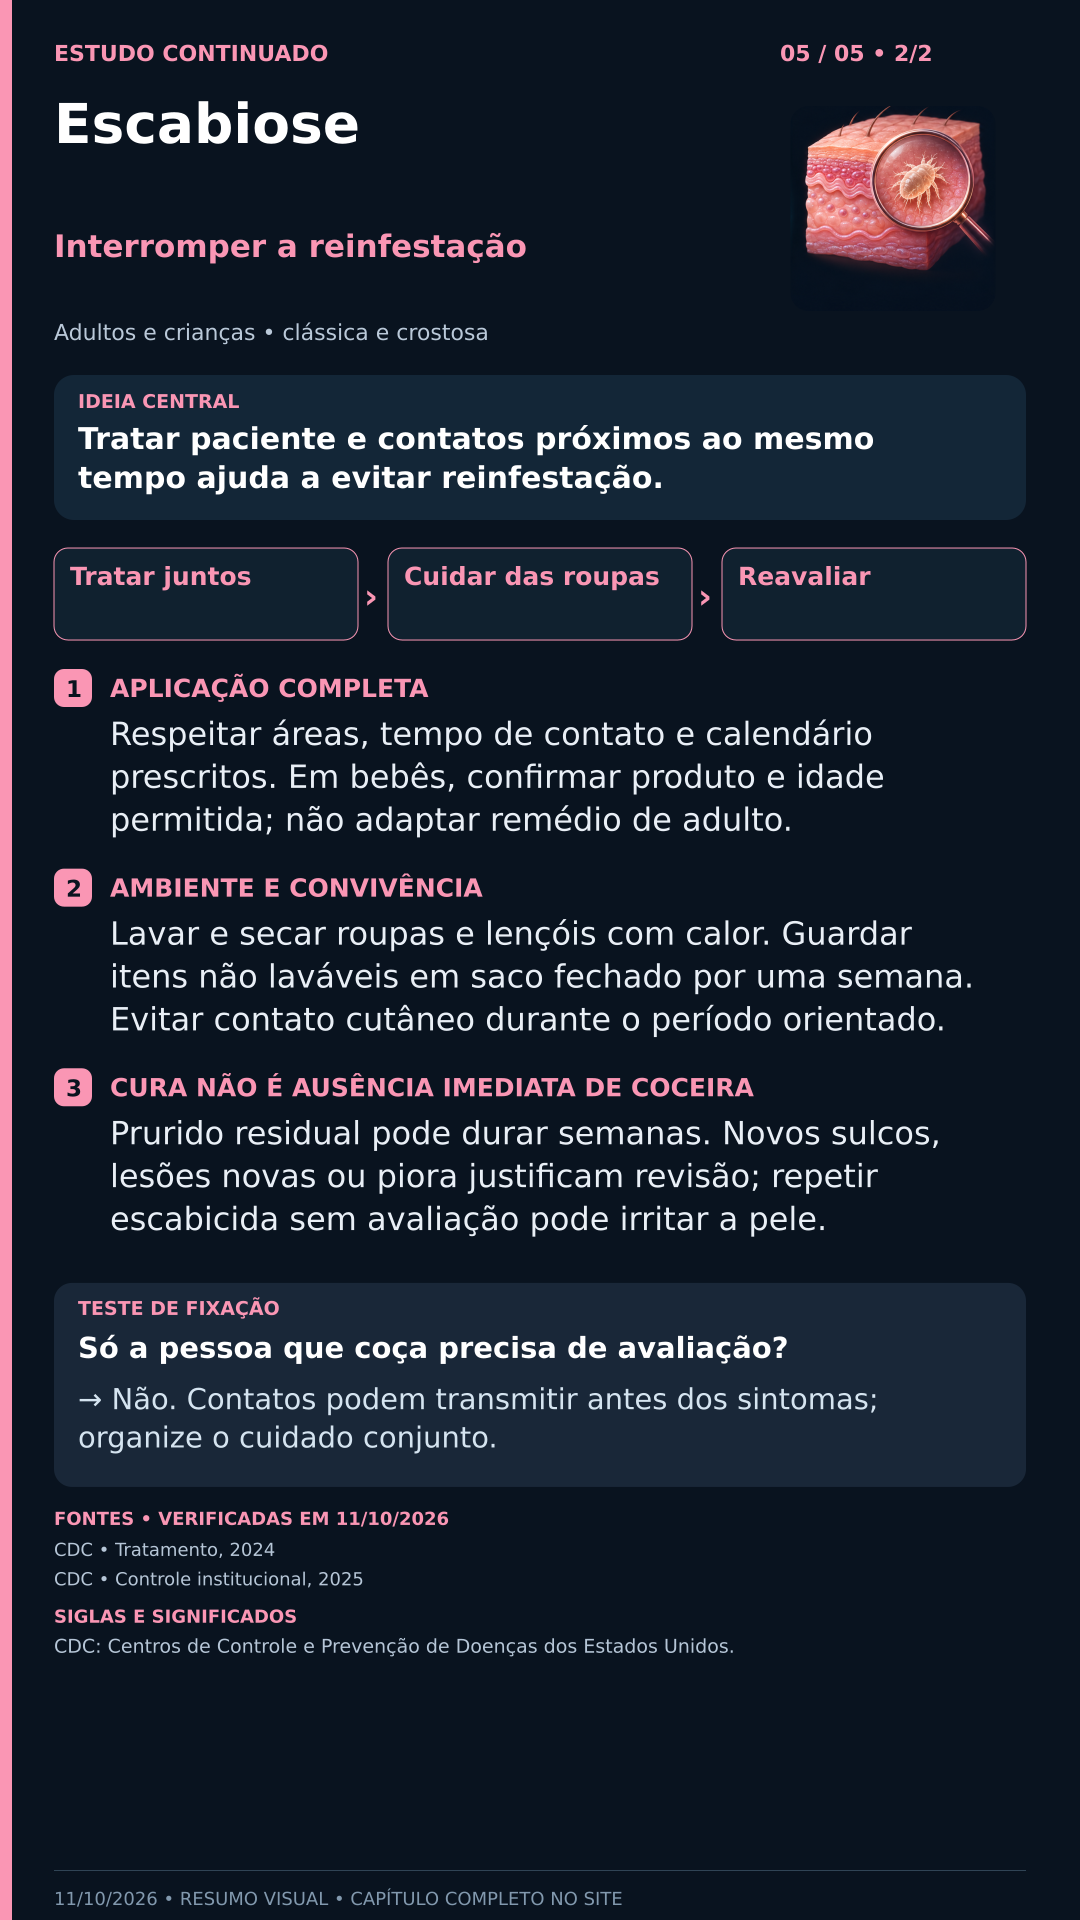 ESTUDO CONTINUADO
05 / 05 • 2/2
Escabiose
Interromper a reinfestação
Adultos e crianças • clássica e crostosa
IDEIA CENTRAL
Tratar paciente e contatos próximos ao mesmo
tempo ajuda a evitar reinfestação.
Tratar juntos
›
Cuidar das roupas
›
Reavaliar
1 APLICAÇÃO COMPLETA
Respeitar áreas, tempo de contato e calendário
prescritos. Em bebês, confirmar produto e idade
permitida; não adaptar remédio de adulto.
2 AMBIENTE E CONVIVÊNCIA
Lavar e secar roupas e lençóis com calor. Guardar
itens não laváveis em saco fechado por uma semana.
Evitar contato cutâneo durante o período orientado.
3 CURA NÃO É AUSÊNCIA IMEDIATA DE COCEIRA
Prurido residual pode durar semanas. Novos sulcos,
lesões novas ou piora justificam revisão; repetir
escabicida sem avaliação pode irritar a pele.
TESTE DE FIXAÇÃO
Só a pessoa que coça precisa de avaliação?
→ Não. Contatos podem transmitir antes dos sintomas;
organize o cuidado conjunto.
FONTES • VERIFICADAS EM 11/10/2026
CDC • Tratamento, 2024
CDC • Controle institucional, 2025
SIGLAS E SIGNIFICADOS
CDC: Centros de Controle e Prevenção de Doenças dos Estados Unidos.
11/10/2026 • RESUMO VISUAL • CAPÍTULO COMPLETO NO SITE